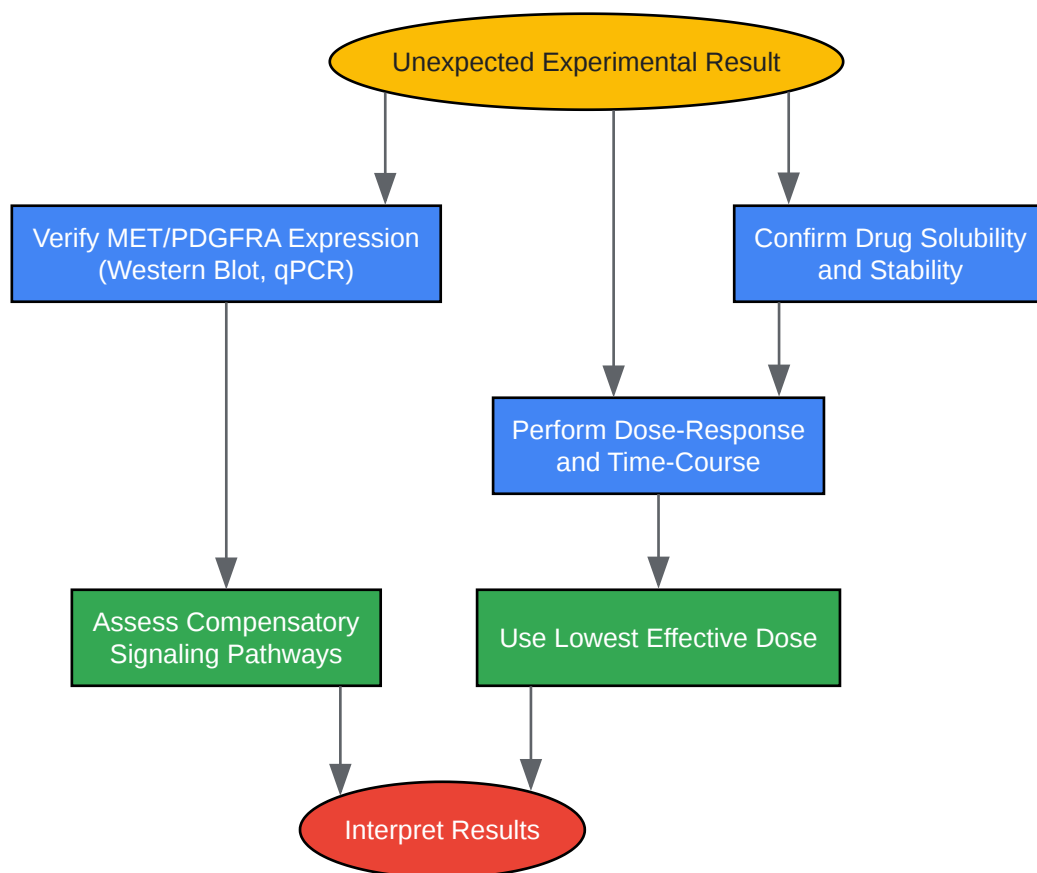 Unexpected Experimental Result
Verify MET/PDGFRA Expression
(Western Blot, qPCR)
Confirm Drug Solubility
and Stability
Perform Dose-Response
and Time-Course
Assess Compensatory
Signaling Pathways
Use Lowest Effective Dose
Interpret Results